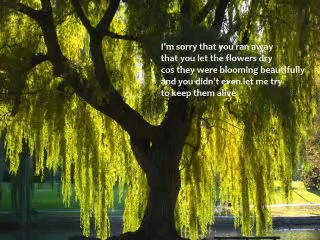 I'm sorry that you ran away
that you let the flowers dry
cos they were blooming beautifully
and you didn't even let me try
to keep them alive